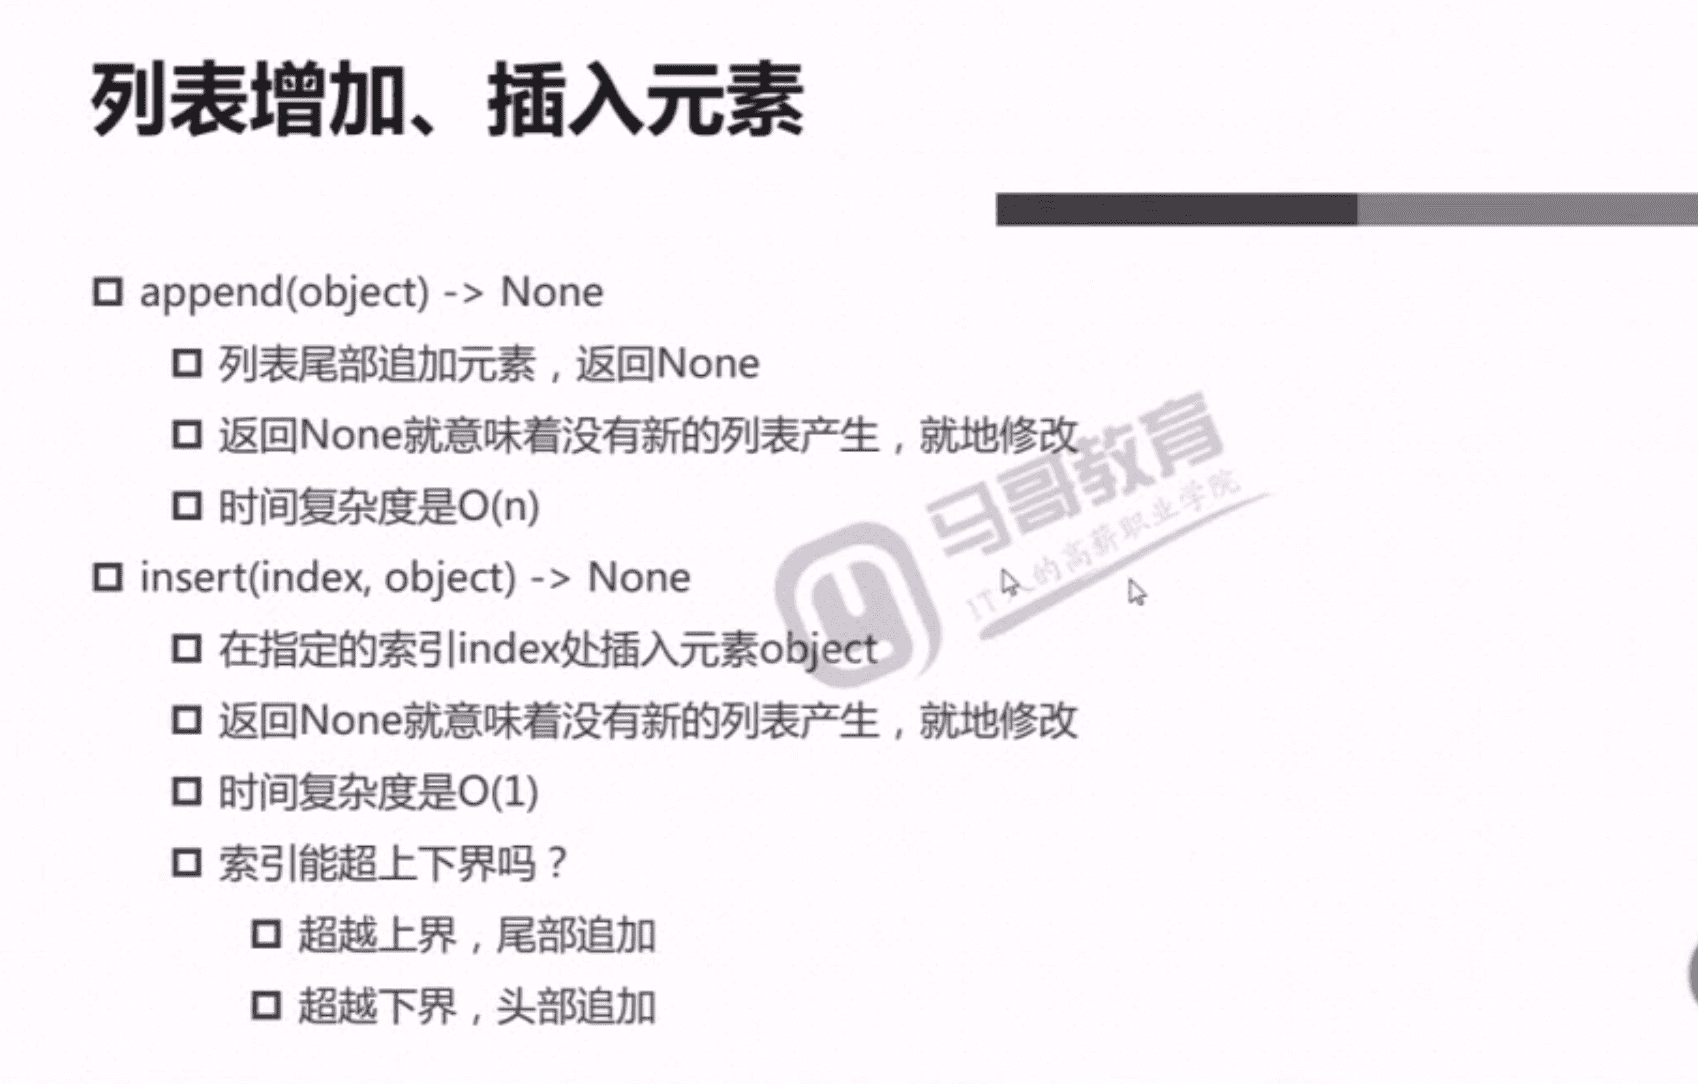 列表增加、插入元素
append(object) -> None
列表尾部追加元素，返回None
返回None就意味着没有新的列表产生，就地修改
时间复杂度是O(n)
insert(index, object) -> None
在指定的索引index处插入元素object
返回None就意味着没有新的列表产生，就地修改
时间复杂度是O(1)
索引能超上下界吗？
超越上界，尾部追加
超越下界，头部追加
马哥教育
IT人的高薪职业学院